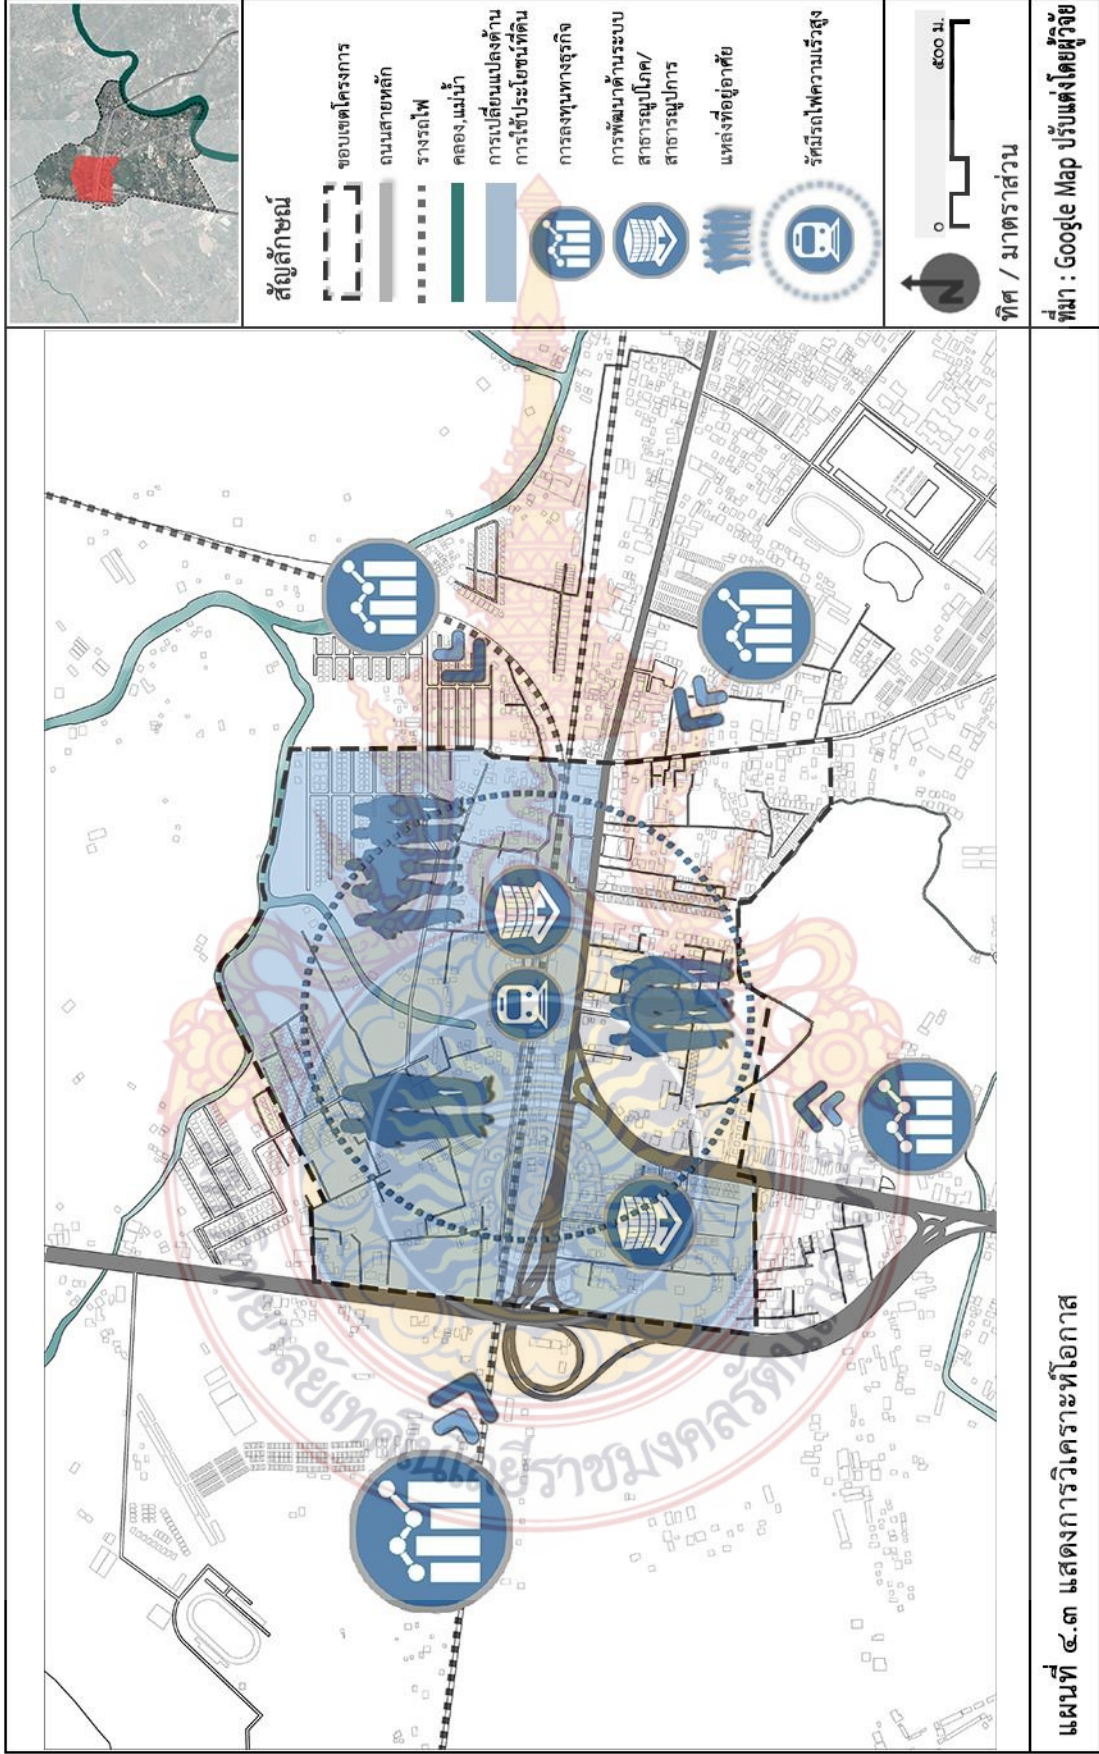 สัญลักษณ์
ขอบเขตโครงการ
ถนนสายหลัก
รางรถไฟ
คลอง,แม่น้ำ
การเปลี่ยนแปลงด้าน
การใช้ประโยชน์ที่ดิน
การลงทุนทางธุรกิจ
การพัฒนาด้านระบบ
สาธารณูปโภค/
สาธารณูปการ
แหล่งที่อยู่อาศัย
รัศมีรถไฟความเร็วสูง
N
๐ ๕๐๐ ม.
ทิศ / มาตราส่วน
ที่มา : Google Map ปรับแต่งโดยผู้วิจัย
แผนที่ ๔.๓ แสดงการวิเคราะห์โอกาส